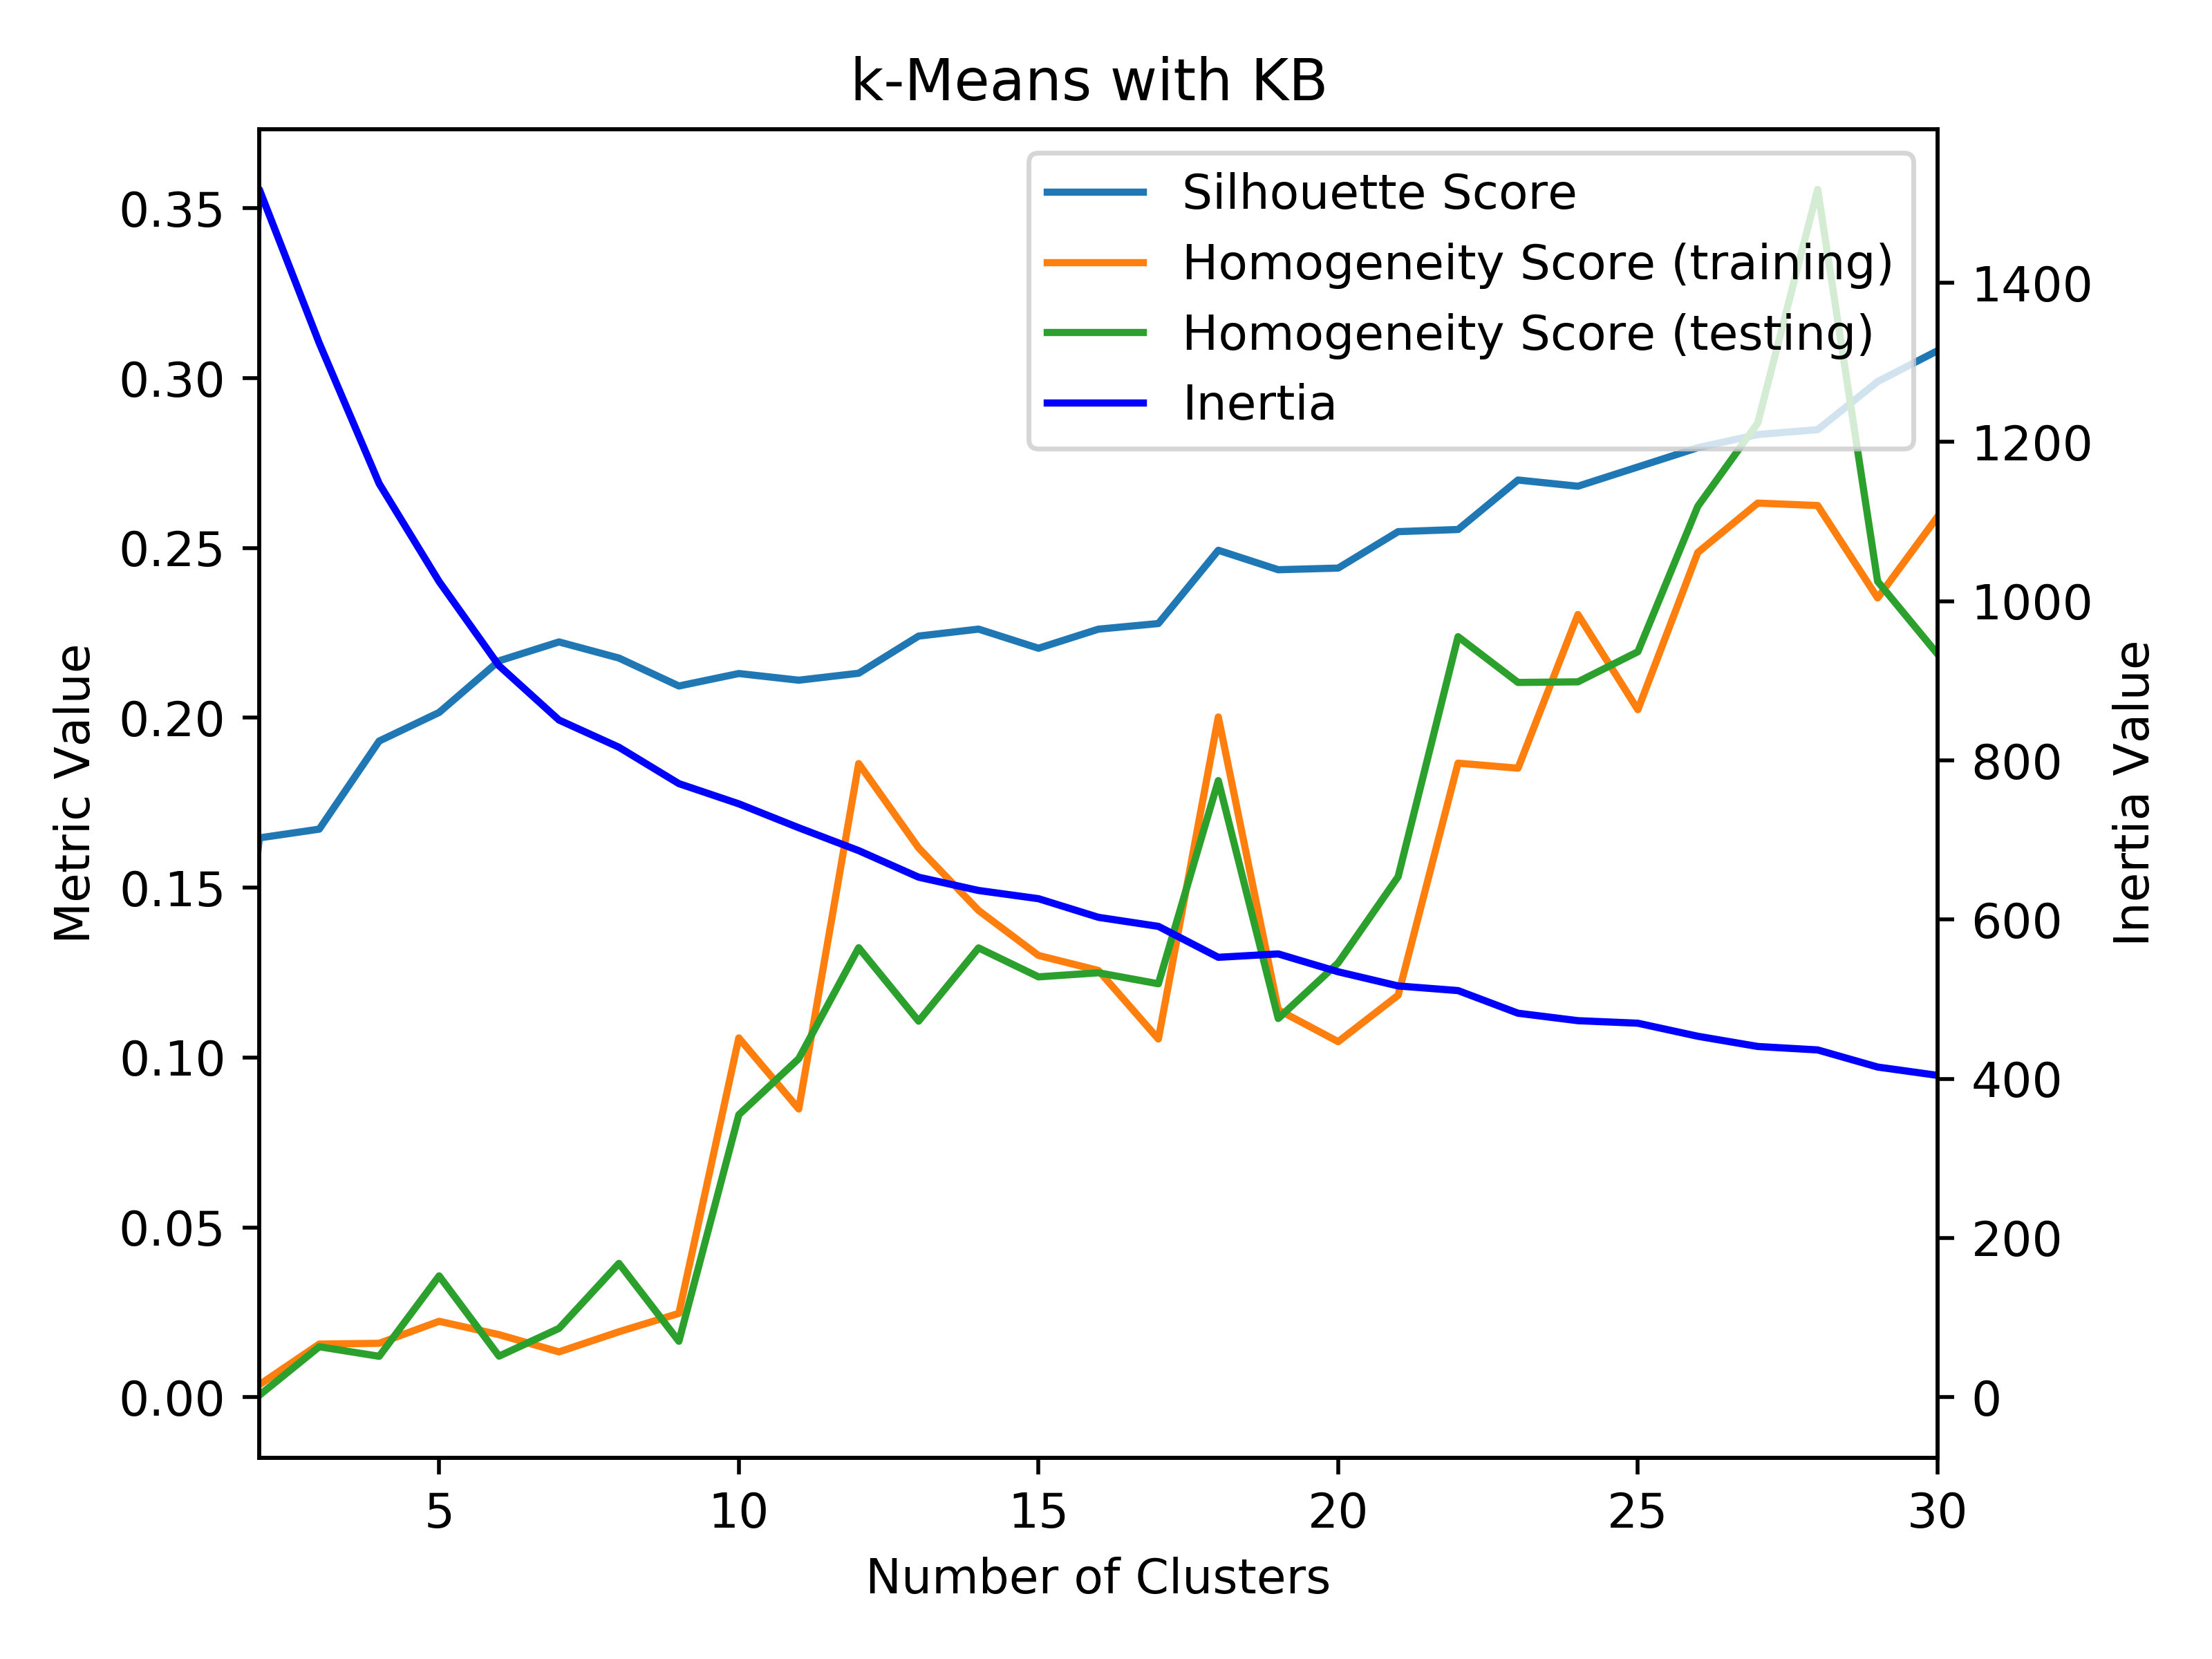 k-Means with KB
Silhouette Score
Homogeneity Score (training)
Homogeneity Score (testing)
Inertia
Metric Value
0.35
0.30
0.25
0.20
0.15
0.10
0.05
0.00
1400
1200
1000
800
600
400
200
0
Inertia Value
5 10 15 20 25 30
Number of Clusters